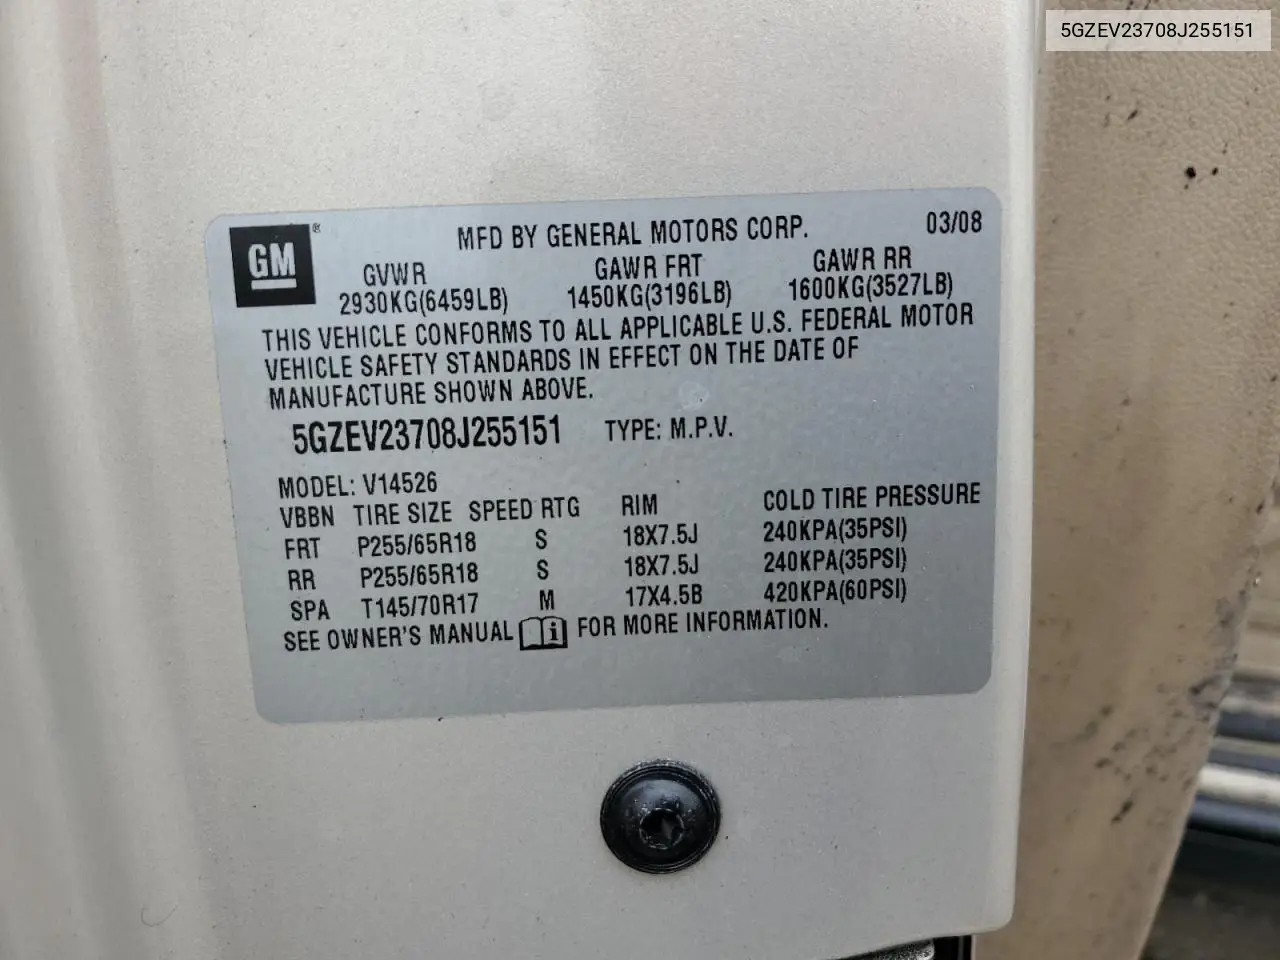 5GZEV23708J255151
GM®
MFD BY GENERAL MOTORS CORP. 03/08
GVWR GAWR FRT GAWR RR
2930KG(6459LB) 1450KG(3196LB) 1600KG(3527LB)
THIS VEHICLE CONFORMS TO ALL APPLICABLE U.S. FEDERAL MOTOR
VEHICLE SAFETY STANDARDS IN EFFECT ON THE DATE OF
MANUFACTURE SHOWN ABOVE.
5GZEV23708J255151 TYPE: M.P.V.
MODEL: V14526
VBBN TIRE SIZE SPEED RTG RIM COLD TIRE PRESSURE
FRT P255/65R18 S 18X7.5J 240KPA(35PSI)
RR P255/65R18 S 18X7.5J 240KPA(35PSI)
SPA T145/70R17 M 17X4.5B 420KPA(60PSI)
SEE OWNER'S MANUAL i FOR MORE INFORMATION.